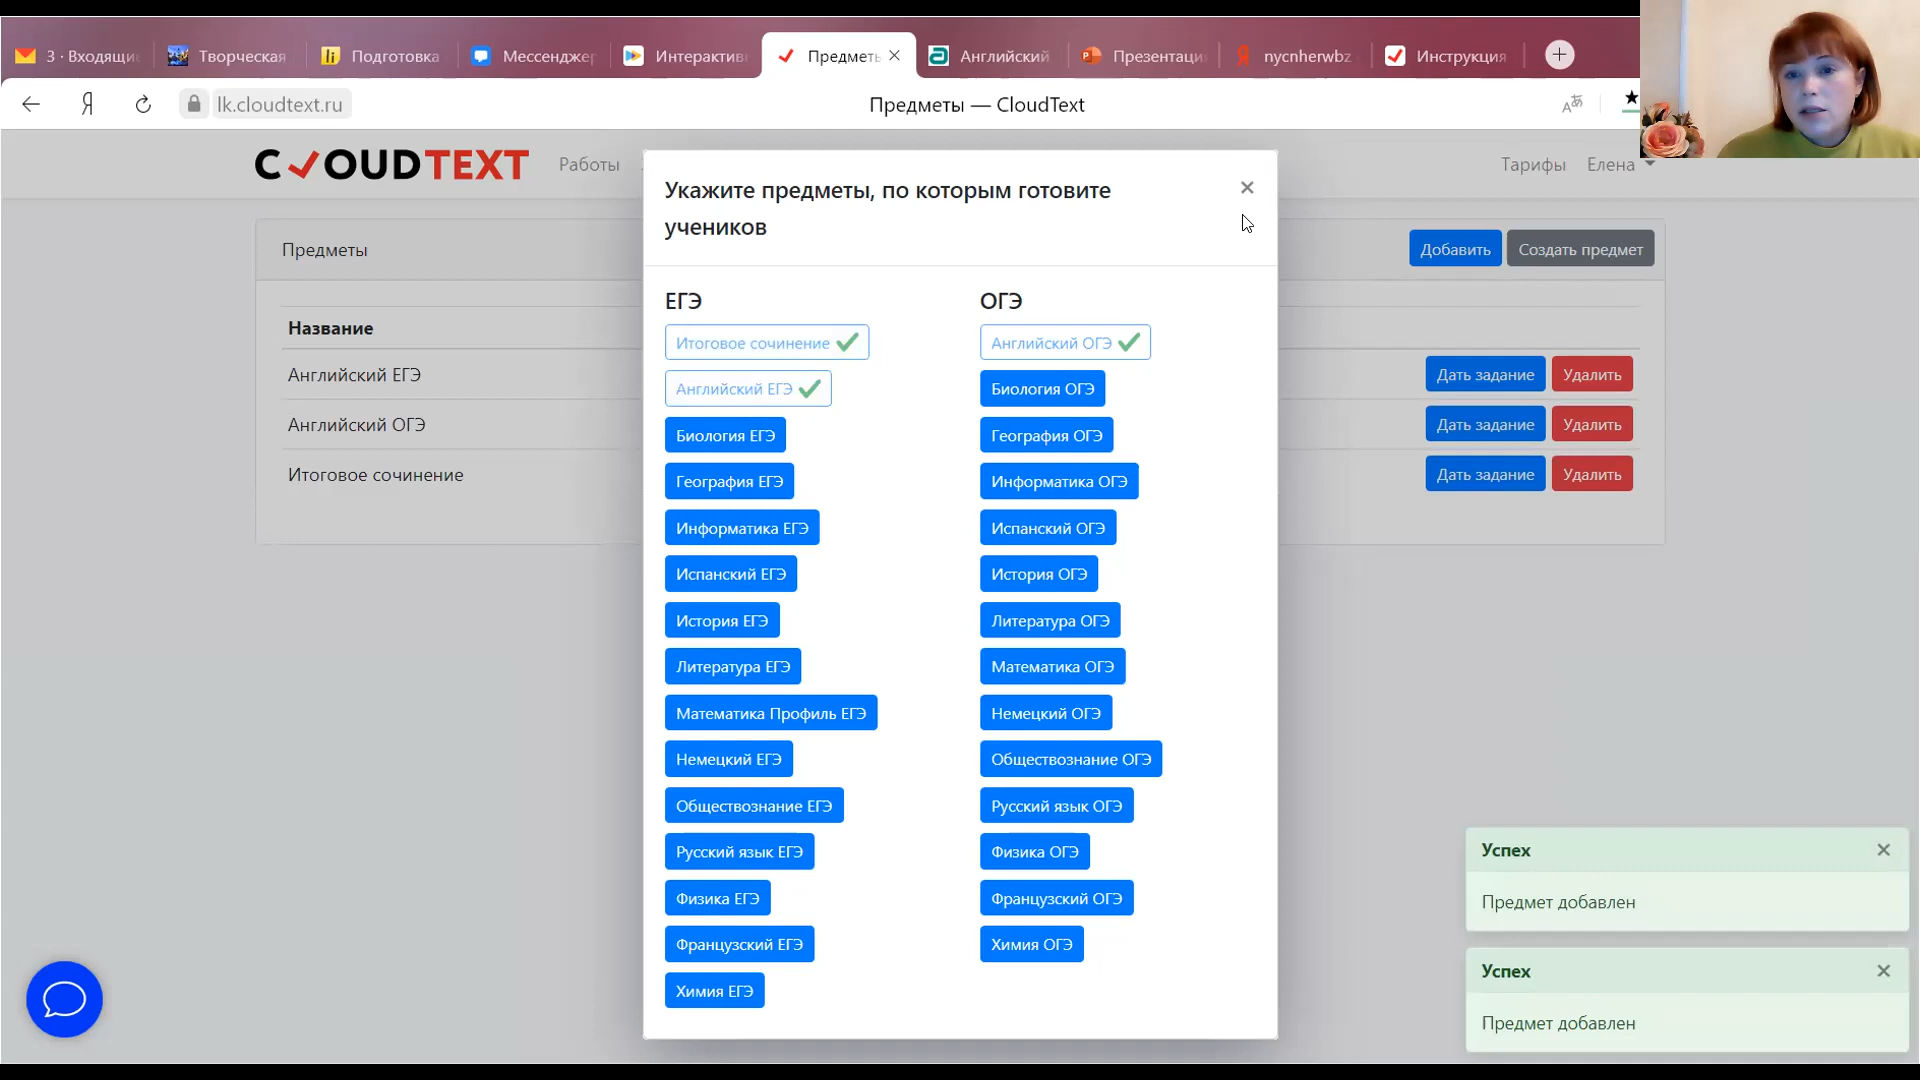 3 · Входящи
Творческая
Подготовка
Мессенджер
Интерактив
Предметь
Английский
Презентаци
nycnherwbz
Инструкция
lk.cloudtext.ru
Предметы — CloudText
CLOUDTEXT
Работы
Тарифы
Елена
Предметы
Добавить
Создать предмет
Название
Английский ЕГЭ
Дать задание
Удалить
Английский ОГЭ
Дать задание
Удалить
Итоговое сочинение
Дать задание
Удалить
Укажите предметы, по которым готовите
учеников
ЕГЭ
Итоговое сочинение
Английский ЕГЭ
Биология ЕГЭ
География ЕГЭ
Информатика ЕГЭ
Испанский ЕГЭ
История ЕГЭ
Литература ЕГЭ
Математика Профиль ЕГЭ
Немецкий ЕГЭ
Обществознание ЕГЭ
Русский язык ЕГЭ
Физика ЕГЭ
Французский ЕГЭ
Химия ЕГЭ
ОГЭ
Английский ОГЭ
Биология ОГЭ
География ОГЭ
Информатика ОГЭ
Испанский ОГЭ
История ОГЭ
Литература ОГЭ
Математика ОГЭ
Немецкий ОГЭ
Обществознание ОГЭ
Русский язык ОГЭ
Физика ОГЭ
Французский ОГЭ
Химия ОГЭ
Успех
Предмет добавлен
Успех
Предмет добавлен